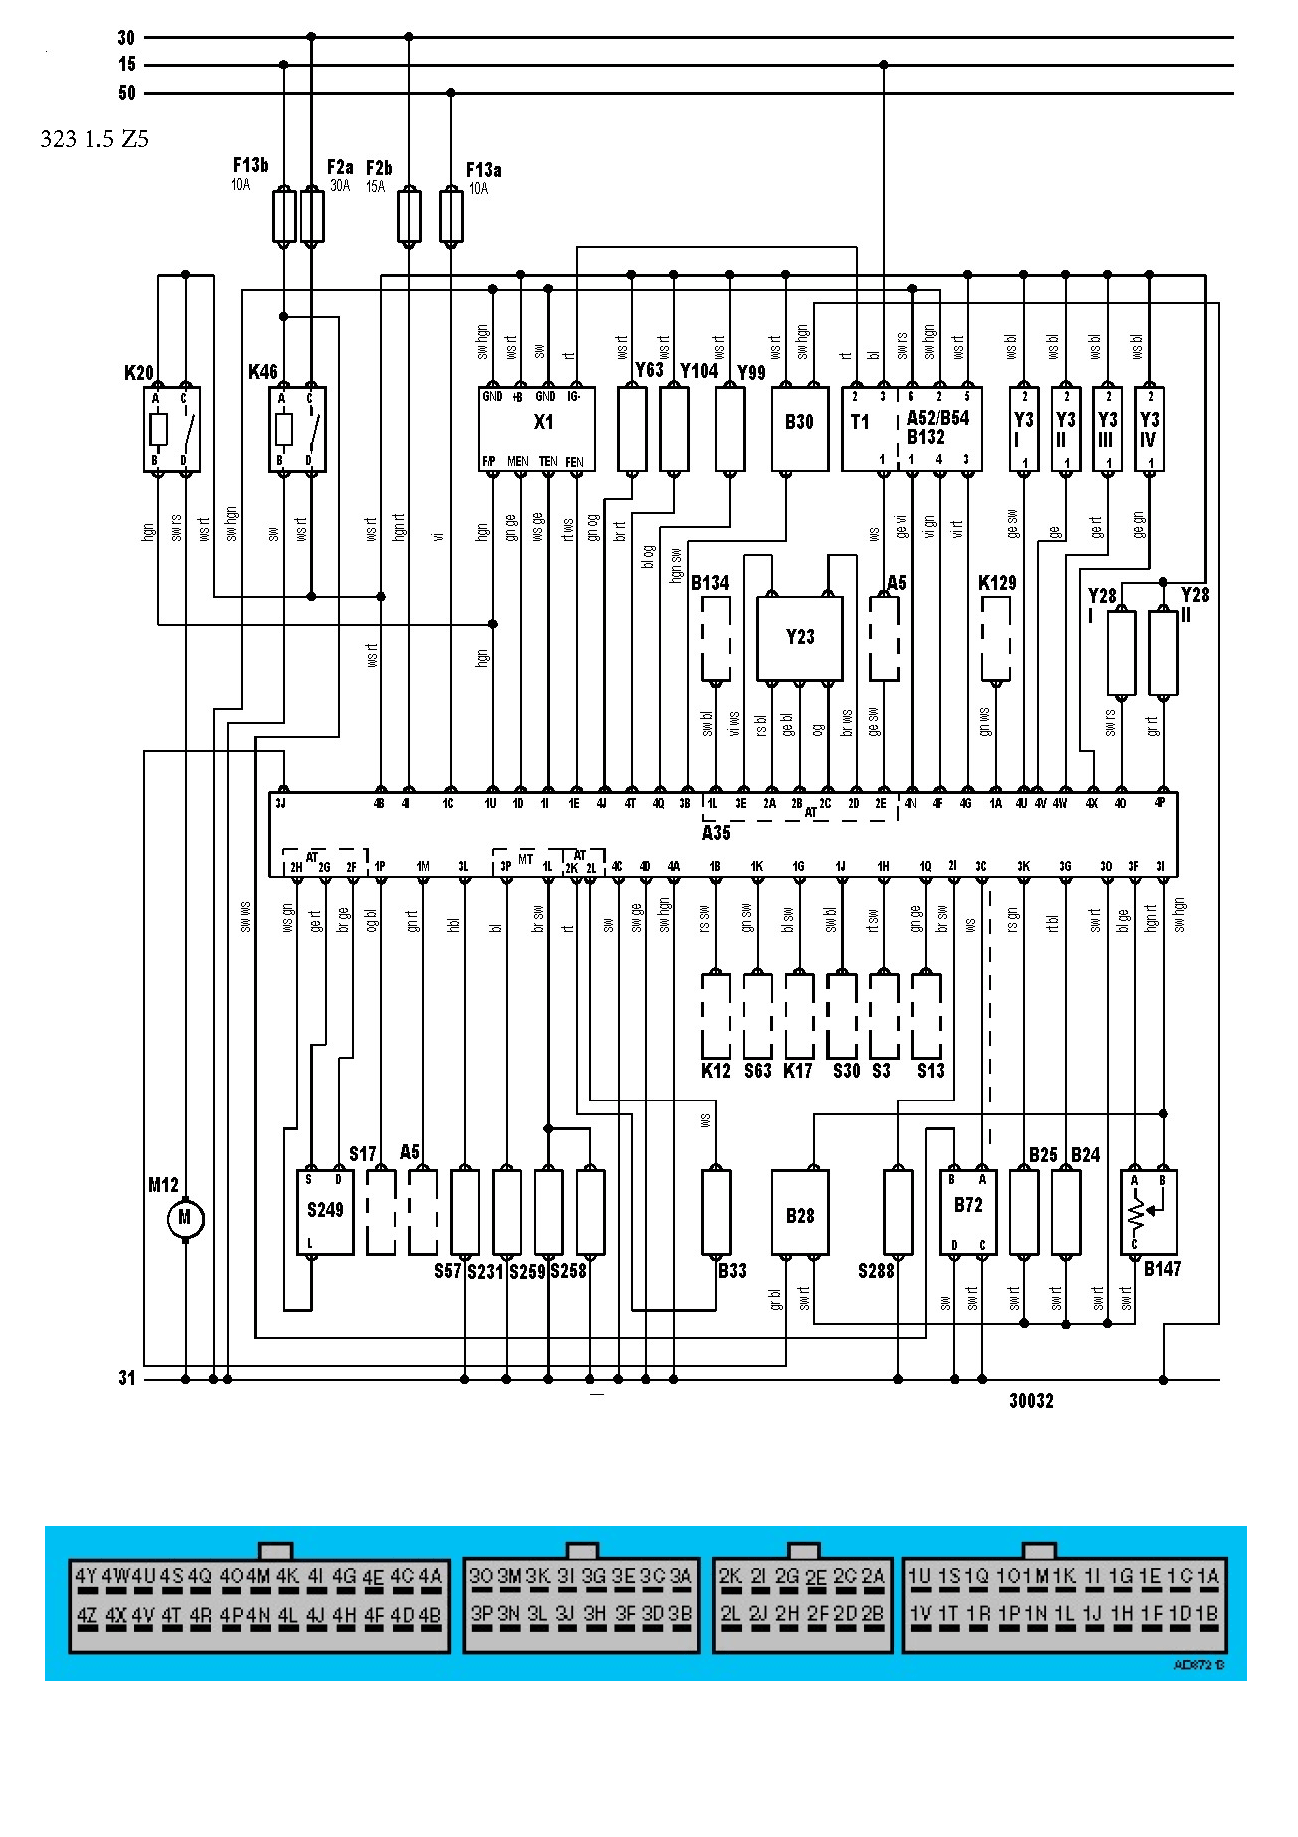 30
15
50
323 1.5 Z5
F13b F2a F2b F13a
10A 30A 15A 10A
sw hgn ws rt sw rt ws rt ws rt ws rt ws rt sw hgn rt bl sw rs sw hgn ws rt ws bl ws bl ws bl ws bl
K20 K46 Y63 Y104 Y99
A C A C GND +B GND IG- 2 3 6 2 5 2 2 2 2
X1 B30 T1 A52/B54 Y3 Y3 Y3 Y3
B132 I II III IV
B D B D F/P MEN TEN FEN 1 1 4 3 1 1 1 1
hgn sw rs ws rt sw hgn sw ws rt ws rt hgn rt vi hgn gn ge ws ge rt ws gn og br rt bl og hgn sw ws ge vi vi gn vi rt ge sw ge ge rt ge gn
B134 A5 K129 Y28 Y28
I II
Y23
ws rt hgn
sw bl vi ws rs bl ge bl og br ws ge sw gn ws sw rs gr rt
3J 4B 4I 1C 1U 1D 1I 1E 4J 4T 4Q 3B 1L 3E 2A 2B 2C 2D 2E 4N 4F 4G 1A 4U 4V 4W 4X 4O 4P
AT
A35
AT MT AT
2H 2G 2F 1P 1M 3L 3P 1L 2K 2L 4C 4D 4A 1B 1K 1G 1J 1H 1Q 2I 3C 3K 3G 3O 3F 3I
sw ws ws gn ge rt br ge og bl gn rt hbl bl br sw rt sw sw ge sw hgn rs sw gn sw bl sw sw bl rt sw gn ge br sw ws rs gn rt bl sw rt bl ge hgn rt sw hgn
K12 S63 K17 S30 S3 S13
ws
S17 A5 B25 B24
M12 S D B A A B
M S249 B28 B72
L D C C
S57 S231 S259 S258 B33 S288 B147
gr bl sw rt sw sw rt sw rt sw rt sw rt
31
30032
4Y 4W 4U 4S 4Q 4O 4M 4K 4I 4G 4E 4C 4A 3O 3M 3K 3I 3G 3E 3C 3A 2K 2I 2G 2E 2C 2A 1U 1S 1Q 1O 1M 1K 1I 1G 1E 1C 1A
4Z 4X 4V 4T 4R 4P 4N 4L 4J 4H 4F 4D 4B 3P 3N 3L 3J 3H 3F 3D 3B 2L 2J 2H 2F 2D 2B 1V 1T 1R 1P 1N 1L 1J 1H 1F 1D 1B